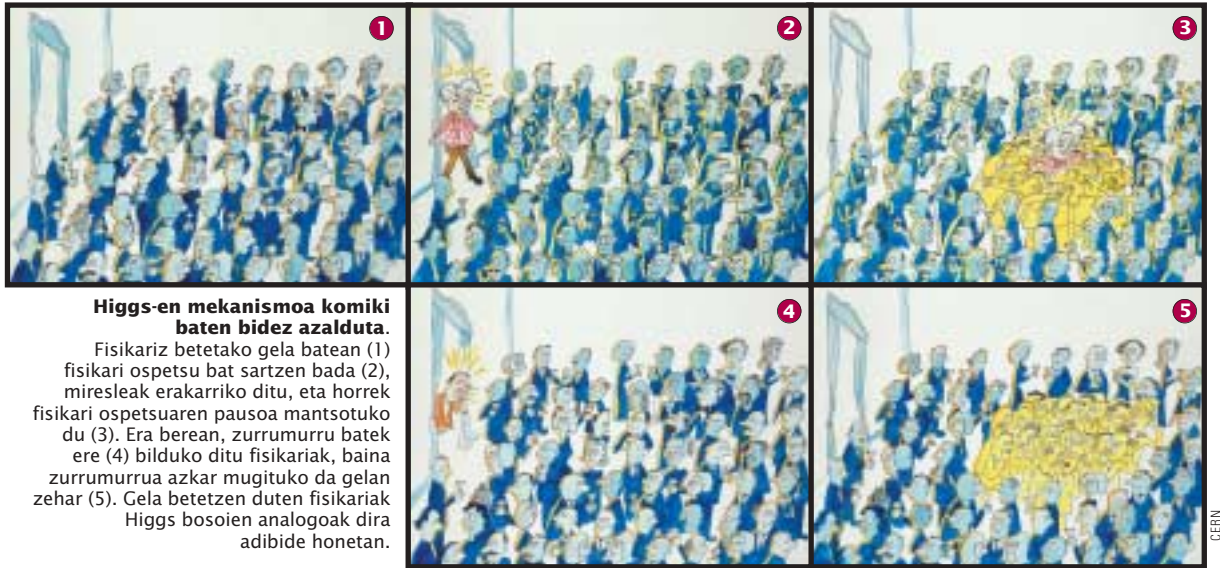 1
2
3
Higgs-en mekanismoa komiki
baten bidez azalduta.
Fisikariz betetako gela batean (1)
fisikari ospetsu bat sartzen bada (2),
miresleak erakarriko ditu, eta horrek
fisikari ospetsuaren pausoa mantsotuko
du (3). Era berean, zurrumurru batek
ere (4) bilduko ditu fisikariak, baina
zurrumurrua azkar mugituko da gelan
zehar (5). Gela betetzen duten fisikariak
Higgs bosoien analogoak dira
adibide honetan.
4
5
CERN